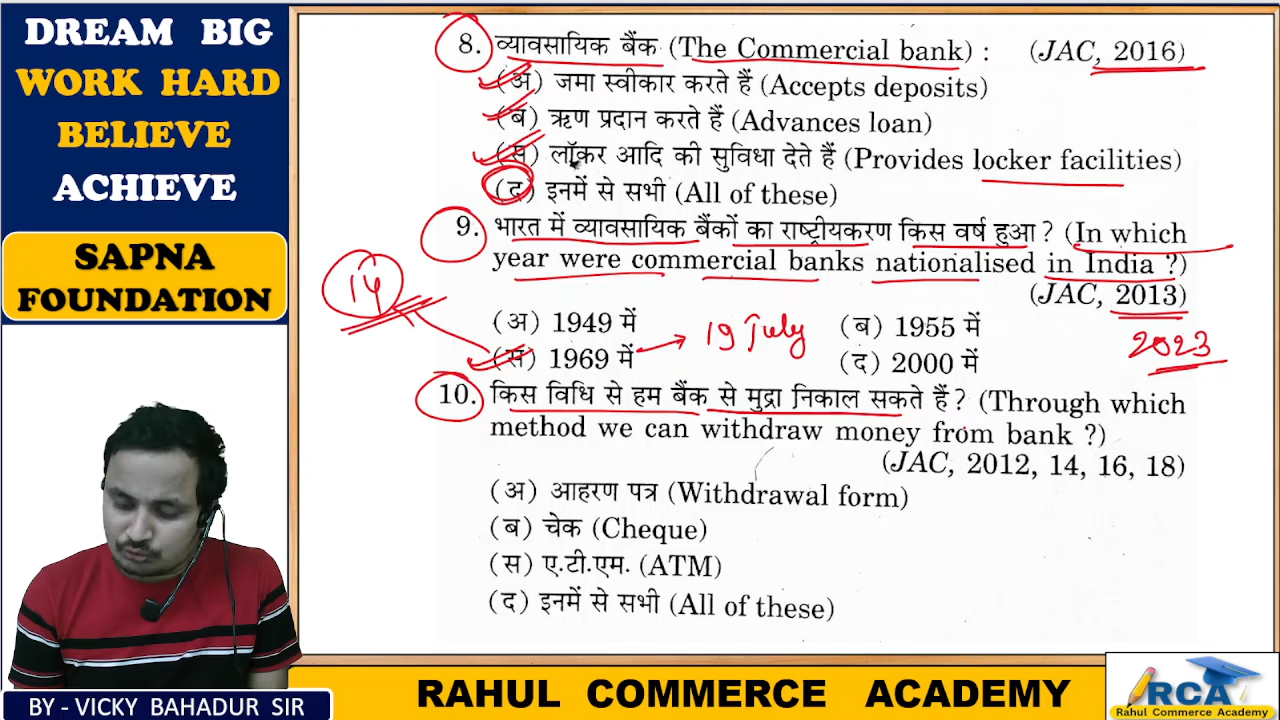 DREAM BIG
WORK HARD
BELIEVE
ACHIEVE
SAPNA
FOUNDATION
BY - VICKY BAHADUR SIR
8. व्यावसायिक बैंक (The Commercial bank) : (JAC, 2016)
(अ) जमा स्वीकार करते हैं (Accepts deposits)
(ब) ऋण प्रदान करते हैं (Advances loan)
(स) लॉकर आदि की सुविधा देते हैं (Provides locker facilities)
(द) इनमें से सभी (All of these)
9. भारत में व्यावसायिक बैंकों का राष्ट्रीयकरण किस वर्ष हुआ ? (In which
year were commercial banks nationalised in India ?)
(JAC, 2013)
14
(अ) 1949 में (ब) 1955 में
(स) 1969 में 19 July (द) 2000 में
2023
10. किस विधि से हम बैंक से मुद्रा निकाल सकते हैं ? (Through which
method we can withdraw money from bank ?)
(JAC, 2012, 14, 16, 18)
(अ) आहरण पत्र (Withdrawal form)
(ब) चेक (Cheque)
(स) ए.टी.एम. (ATM)
(द) इनमें से सभी (All of these)
RAHUL COMMERCE ACADEMY
RCA
Rahul Commerce Academy